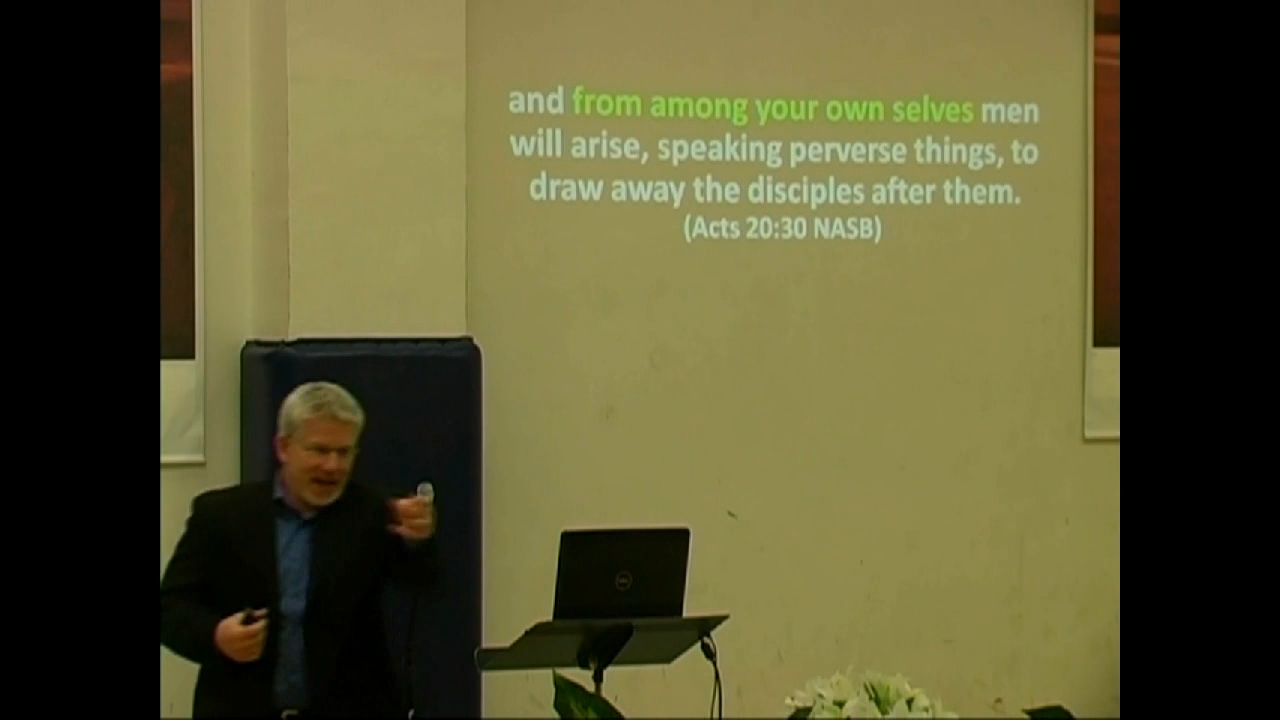 and from among your own selves men
will arise, speaking perverse things, to
draw away the disciples after them.
(Acts 20:30 NASB)